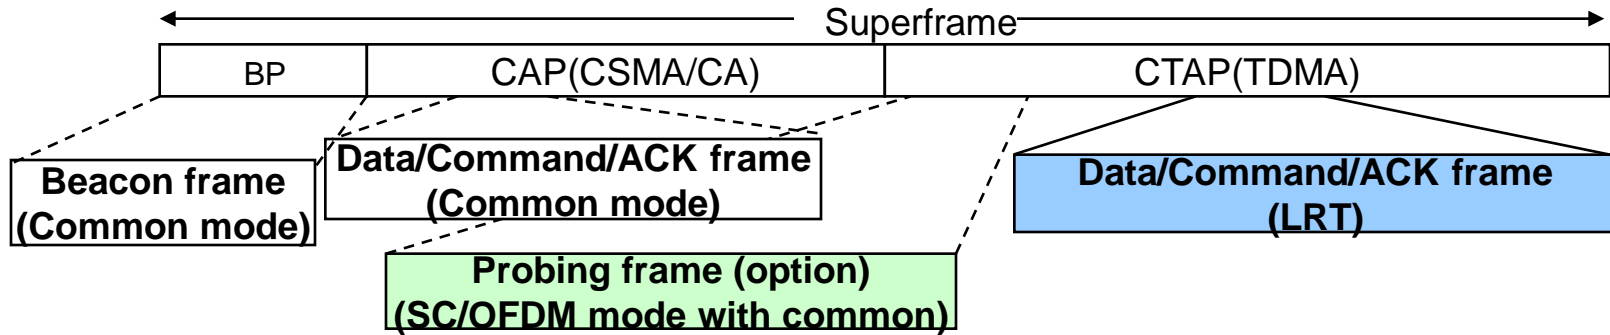 Superframe
BP
CAP(CSMA/CA)
CTAP(TDMA)
Beacon frame
(Common mode)
Data/Command/ACK frame
(Common mode)
Data/Command/ACK frame
(LRT)
Probing frame (option)
(SC/OFDM mode with common)